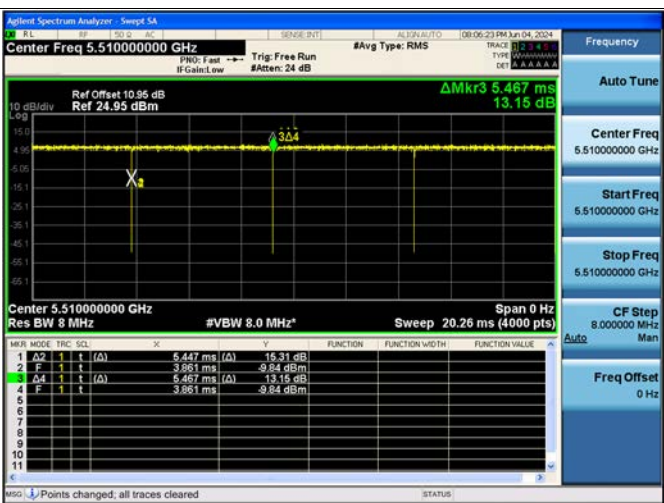 Agilent Spectrum Analyzer - Swept SA
RL RF 50 Ω AC SENSE:INT ALIGN AUTO 08:06:23 PM Jun 04, 2024
Center Freq 5.510000000 GHz #Avg Type: RMS TRACE 1 2 3 4 5 6
PNO: Fast Trig: Free Run TYPE
IFGain:Low #Atten: 24 dB DET A A A A A A
Frequency
Auto Tune
Center Freq
5.510000000 GHz
Start Freq
5.510000000 GHz
Stop Freq
5.510000000 GHz
CF Step
8.000000 MHz
Auto Man
Freq Offset
0 Hz
ΔMkr3 5.467 ms
13.15 dB
Ref Offset 10.95 dB
10 dB/div Ref 24.95 dBm
Log
15.0
4.95
-5.05
-15.1
-25.1
-35.1
-45.1
-55.1
-65.1
3Δ4
Center 5.510000000 GHz Span 0 Hz
Res BW 8 MHz #VBW 8.0 MHz* Sweep 20.26 ms (4000 pts)
MKR MODE TRC SCL X Y FUNCTION FUNCTION WIDTH FUNCTION VALUE
1 Δ2 1 t (Δ) 5.447 ms (Δ) 15.31 dB
2 F 1 t 3.861 ms -9.84 dBm
3 Δ4 1 t (Δ) 5.467 ms (Δ) 13.15 dB
4 F 1 t 3.861 ms -9.84 dBm
5
6
7
8
9
10
11
MSG Points changed; all traces cleared STATUS